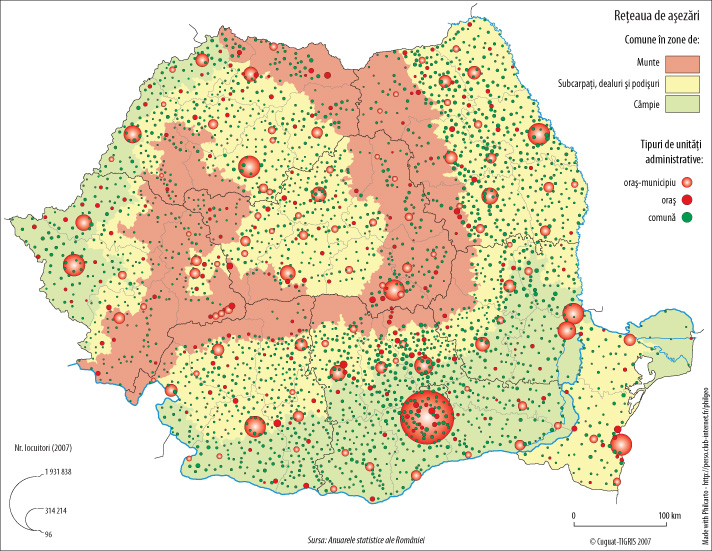 Rețeaua de așezări
Comune în zone de:
Munte
Subcarpați, dealuri și podișuri
Câmpie
Tipuri de unități
administrative:
oraș-municipiu
oraș
comună
Nr. locuitori (2007)
1 931 838
314 214
96
Sursa: Anuarele statistice ale României
0
100 km
© Cuguat-TIGRIS 2007
Made with Philcarto - http://perso.club-internet.fr/philgeo